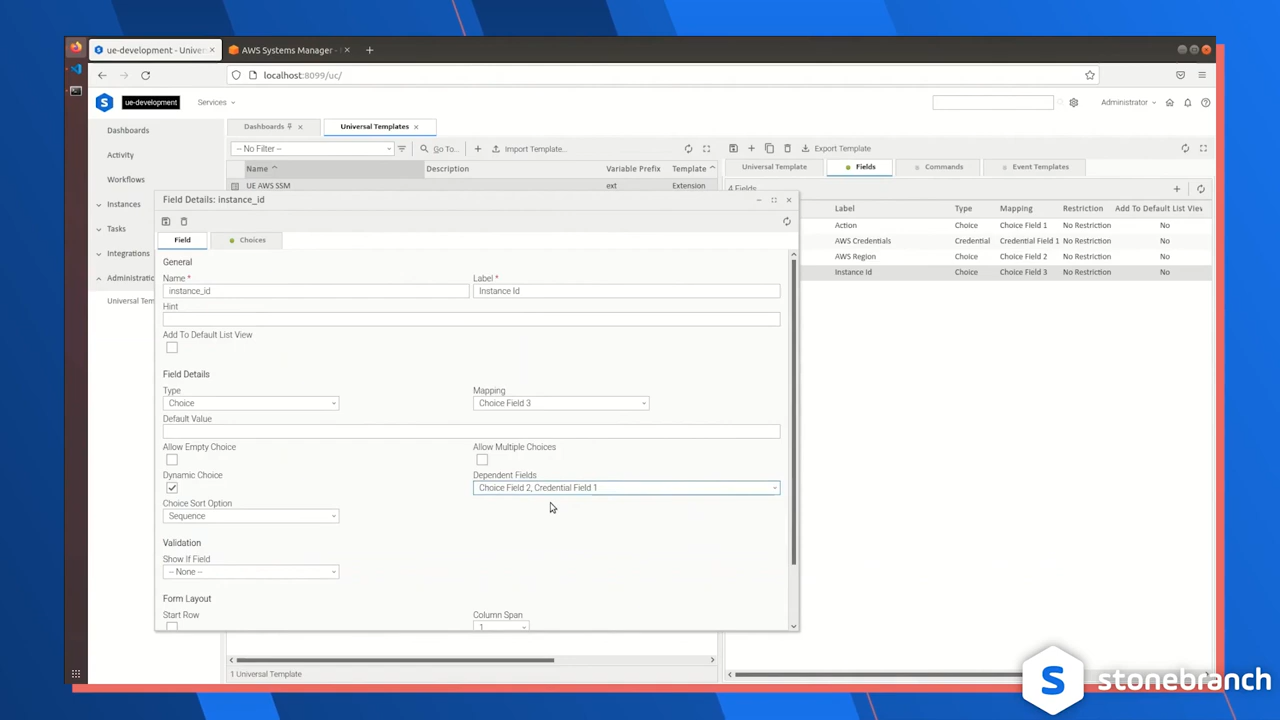 ue-development - Univer
AWS Systems Manager -
localhost:8099/uc/
S ue-development Services Administrator
Dashboards
Activity
Workflows
Instances
Tasks
Integrations
Administratio
Universal Tem
Dashboards
Universal Templates
-- No Filter --
Go To...
Import Template...
Name
Description
Variable Prefix
Template
UE AWS SSM
ext
Extension
Export Template
Universal Template
Fields
Commands
Event Templates
4 Fields
Label Type Mapping Restriction Add To Default List View
Action Choice Choice Field 1 No Restriction No
AWS Credentials Credential Credential Field 1 No Restriction No
AWS Region Choice Choice Field 2 No Restriction No
Instance Id Choice Choice Field 3 No Restriction No
Field Details: instance_id
Field
Choices
General
Name *
Label *
instance_id
Instance Id
Hint
Add To Default List View
Field Details
Type
Mapping
Choice
Choice Field 3
Default Value
Allow Empty Choice
Allow Multiple Choices
Dynamic Choice
Dependent Fields
Choice Field 2, Credential Field 1
Choice Sort Option
Sequence
Validation
Show If Field
-- None --
Form Layout
Start Row
Column Span
1
1 Universal Template
S stonebranch